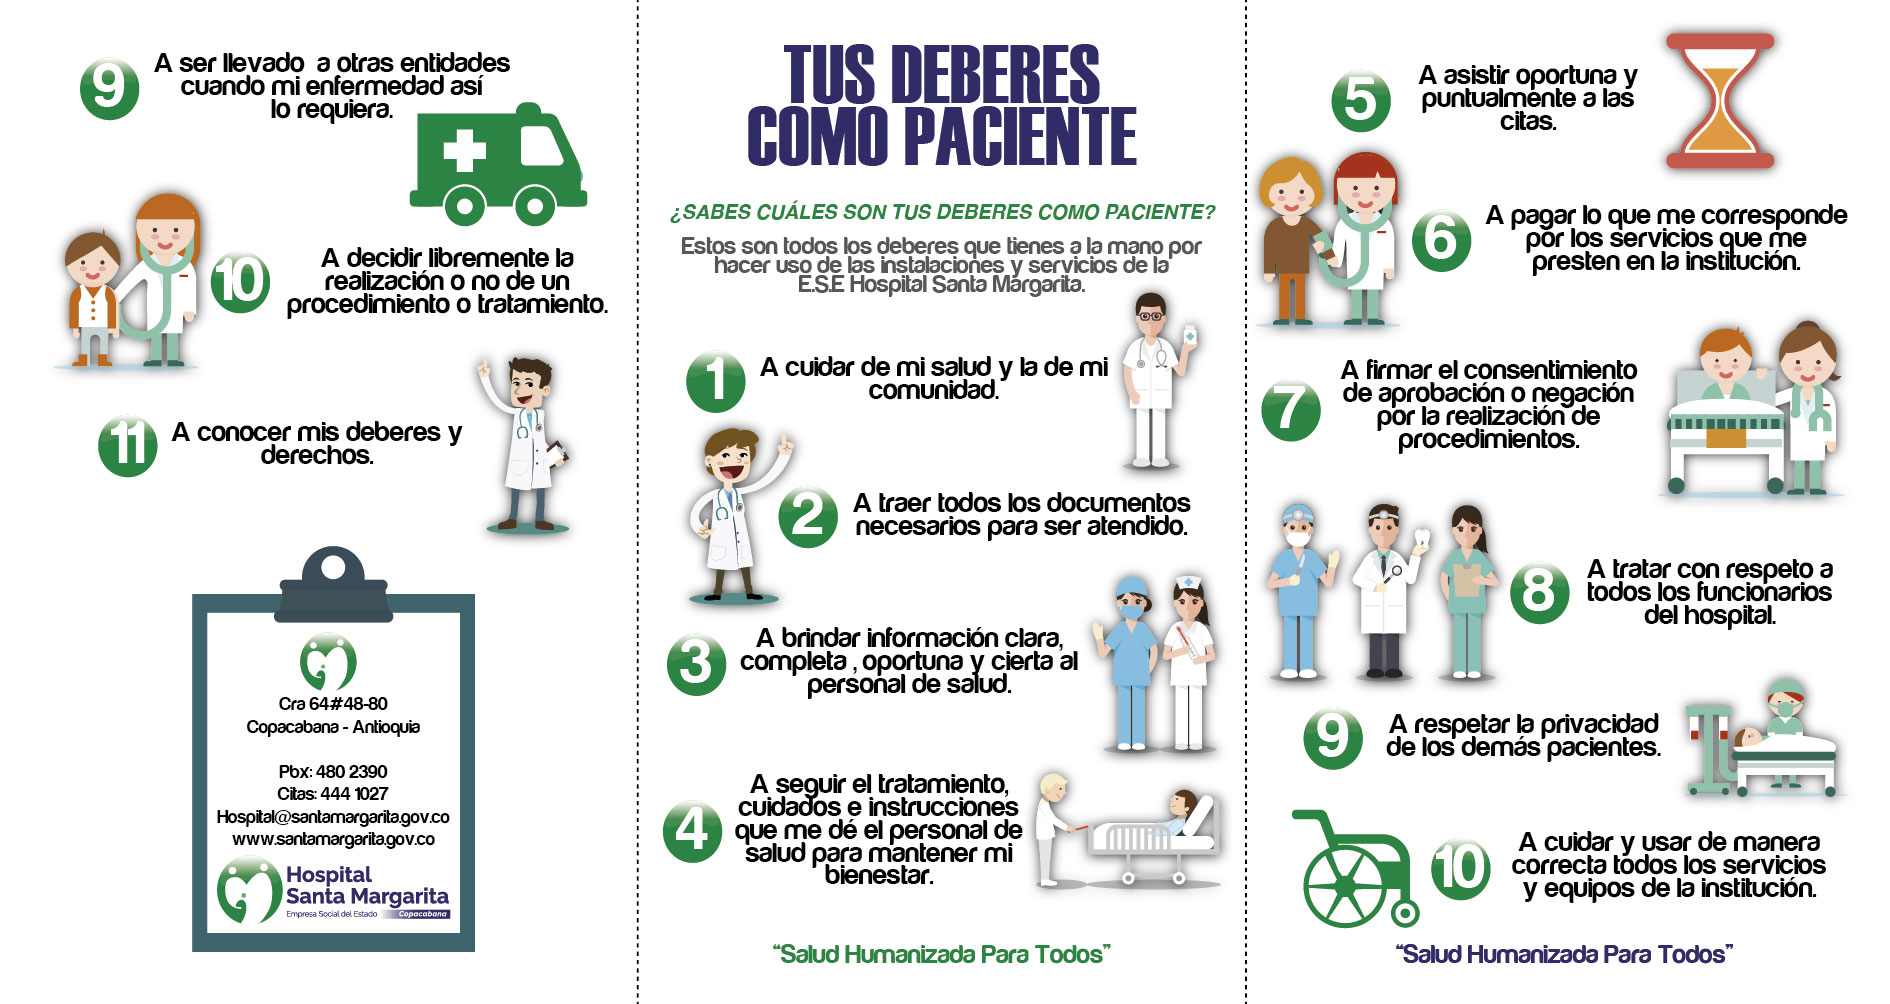 9
A ser llevado a otras entidades
cuando mi enfermedad así
lo requiera.
10
A decidir libremente la
realización o no de un
procedimiento o tratamiento.
11
A conocer mis deberes y
derechos.
Cra 64#48-80
Copacabana - Antioquia
Pbx: 480 2390
Citas: 444 1027
Hospital@santamargarita.gov.co
www.santamargarita.gov.co
Hospital
Santa Margarita
Empresa Social del Estado Copacabana
TUS DEBERES
COMO PACIENTE
¿SABES CUÁLES SON TUS DEBERES COMO PACIENTE?
Estos son todos los deberes que tienes a la mano por
hacer uso de las instalaciones y servicios de la
E.S.E Hospital Santa Margarita.
1
A cuidar de mi salud y la de mi
comunidad.
2
A traer todos los documentos
necesarios para ser atendido.
3
A brindar información clara,
completa , oportuna y cierta al
personal de salud.
4
A seguir el tratamiento,
cuidados e instrucciones
que me dé el personal de
salud para mantener mi
bienestar.
“Salud Humanizada Para Todos”
5
A asistir oportuna y
puntualmente a las
citas.
6
A pagar lo que me corresponde
por los servicios que me
presten en la institución.
7
A firmar el consentimiento
de aprobación o negación
por la realización de
procedimientos.
8
A tratar con respeto a
todos los funcionarios
del hospital.
9
A respetar la privacidad
de los demás pacientes.
10
A cuidar y usar de manera
correcta todos los servicios
y equipos de la institución.
“Salud Humanizada Para Todos”